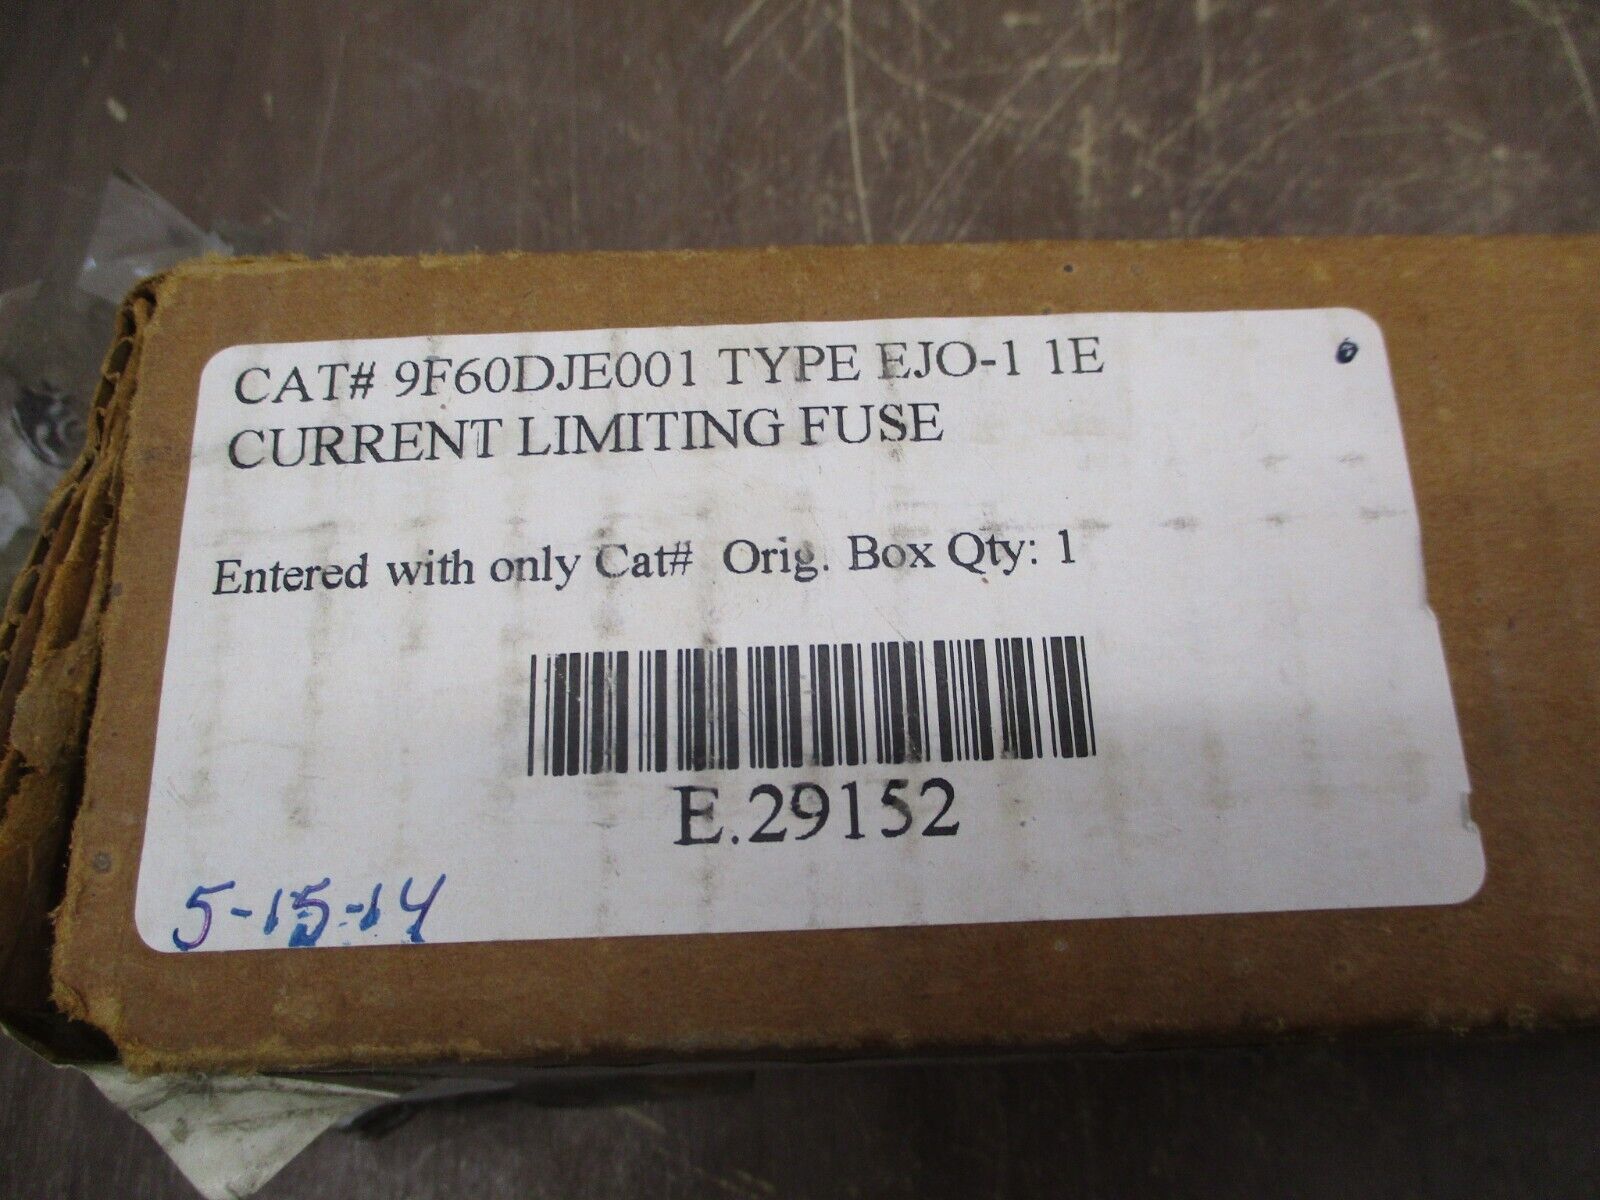 CAT# 9F60DJE001 TYPE EJO-1 1E
CURRENT LIMITING FUSE
Entered with only Cat# Orig. Box Qty: 1
E.29152
5-15-14